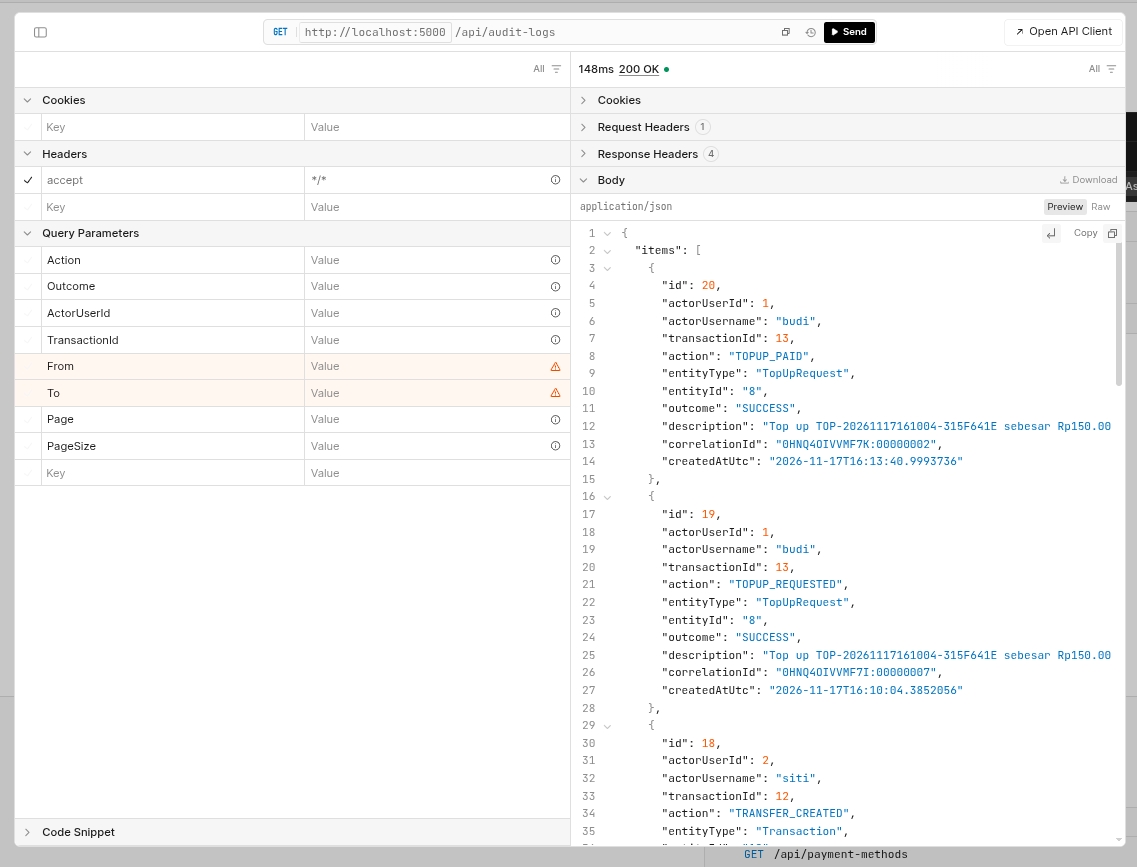 GET http://localhost:5000 /api/audit-logs Send Open API Client
All
148ms 200 OK All
Cookies
Key Value
Headers
accept */*
Key Value
Query Parameters
Action Value
Outcome Value
ActorUserId Value
TransactionId Value
From Value
To Value
Page Value
PageSize Value
Key Value
Code Snippet
Cookies
Request Headers 1
Response Headers 4
Body Download
application/json Preview Raw
Copy
1 {
2 "items": [
3 {
4 "id": 20,
5 "actorUserId": 1,
6 "actorUsername": "budi",
7 "transactionId": 13,
8 "action": "TOPUP_PAID",
9 "entityType": "TopUpRequest",
10 "entityId": "8",
11 "outcome": "SUCCESS",
12 "description": "Top up TOP-20261117161004-315F641E sebesar Rp150.00
13 "correlationId": "0HNQ4OIVVMF7K:00000002",
14 "createdAtUtc": "2026-11-17T16:13:40.9993736"
15 },
16 {
17 "id": 19,
18 "actorUserId": 1,
19 "actorUsername": "budi",
20 "transactionId": 13,
21 "action": "TOPUP_REQUESTED",
22 "entityType": "TopUpRequest",
23 "entityId": "8",
24 "outcome": "SUCCESS",
25 "description": "Top up TOP-20261117161004-315F641E sebesar Rp150.00
26 "correlationId": "0HNQ4OIVVMF7I:00000007",
27 "createdAtUtc": "2026-11-17T16:10:04.3852056"
28 },
29 {
30 "id": 18,
31 "actorUserId": 2,
32 "actorUsername": "siti",
33 "transactionId": 12,
34 "action": "TRANSFER_CREATED",
35 "entityType": "Transaction",
As
GET /api/payment-methods